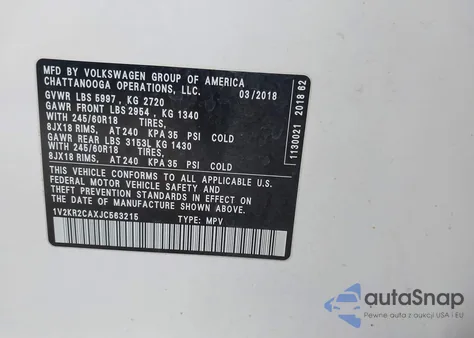 MFD BY VOLKSWAGEN GROUP OF AMERICA
CHATTANOOGA OPERATIONS, LLC.
GVWR LBS 5997 , KG 2720 03/2018
GAWR FRONT LBS 2954 , KG 1340
WITH 245/60R18 TIRES,
8JX18 RIMS, AT 240 KPA 35 PSI COLD
GAWR REAR LBS 3153L KG 1430
WITH 245/60R18 TIRES,
8JX18 RIMS, AT 240 KPA 35 PSI COLD
THIS VEHICLE CONFORMS TO ALL APPLICABLE U.S.
FEDERAL MOTOR VEHICLE SAFETY AND
THEFT PREVENTION STANDARDS IN EFFECT ON
THE DATE OF MANUFACTURE SHOWN ABOVE.
1V2KR2CAXJC563215 TYPE: MPV
1130021 2018 62
autoSnap
Pewne auta z aukcji USA i EU